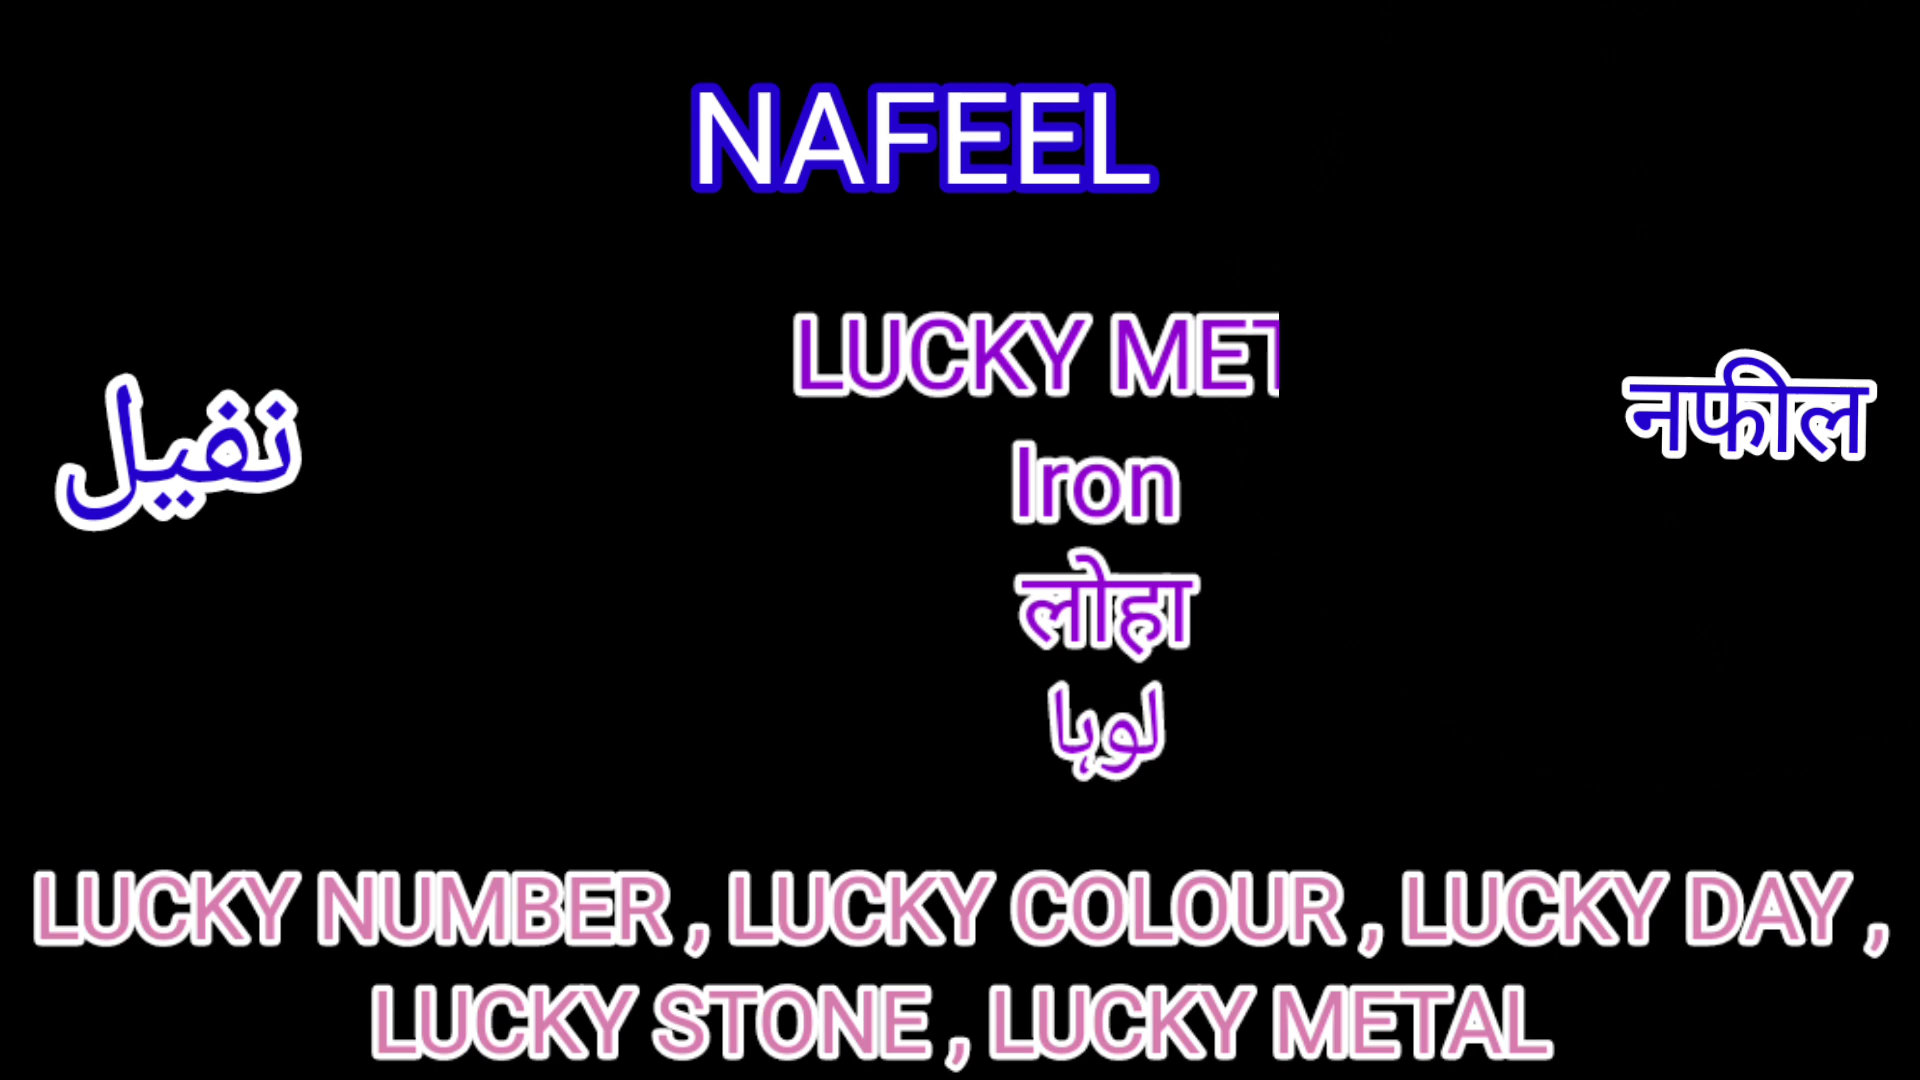 NAFEEL
LUCKY MET
نفیل
नफील
Iron
लोहा
لوہا
LUCKY NUMBER , LUCKY COLOUR , LUCKY DAY ,
LUCKY STONE , LUCKY METAL